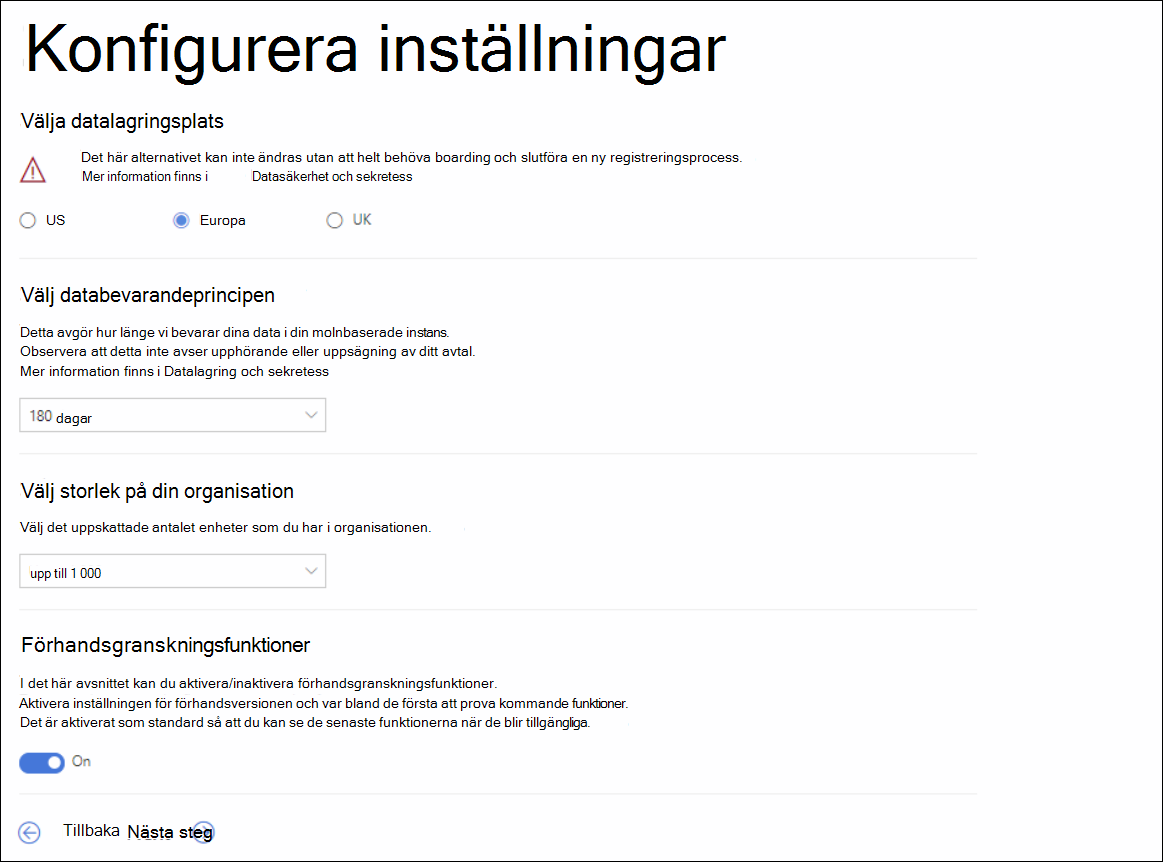 Konfigurera inställningar
Välja datalagringsplats
Det här alternativet kan inte ändras utan att helt behöva boarding och slutföra en ny registreringsprocess.
Mer information finns i Datasäkerhet och sekretess
US Europa UK
Välj databevarandeprincipen
Detta avgör hur länge vi bevarar dina data i din molnbaserade instans.
Observera att detta inte avser upphörande eller uppsägning av ditt avtal.
Mer information finns i Datalagring och sekretess
180 dagar
Välj storlek på din organisation
Välj det uppskattade antalet enheter som du har i organisationen.
upp till 1 000
Förhandsgranskningsfunktioner
I det här avsnittet kan du aktivera/inaktivera förhandsgranskningsfunktioner.
Aktivera inställningen för förhandsversionen och var bland de första att prova kommande funktioner.
Det är aktiverat som standard så att du kan se de senaste funktionerna när de blir tillgängliga.
On
Tillbaka Nästa steg